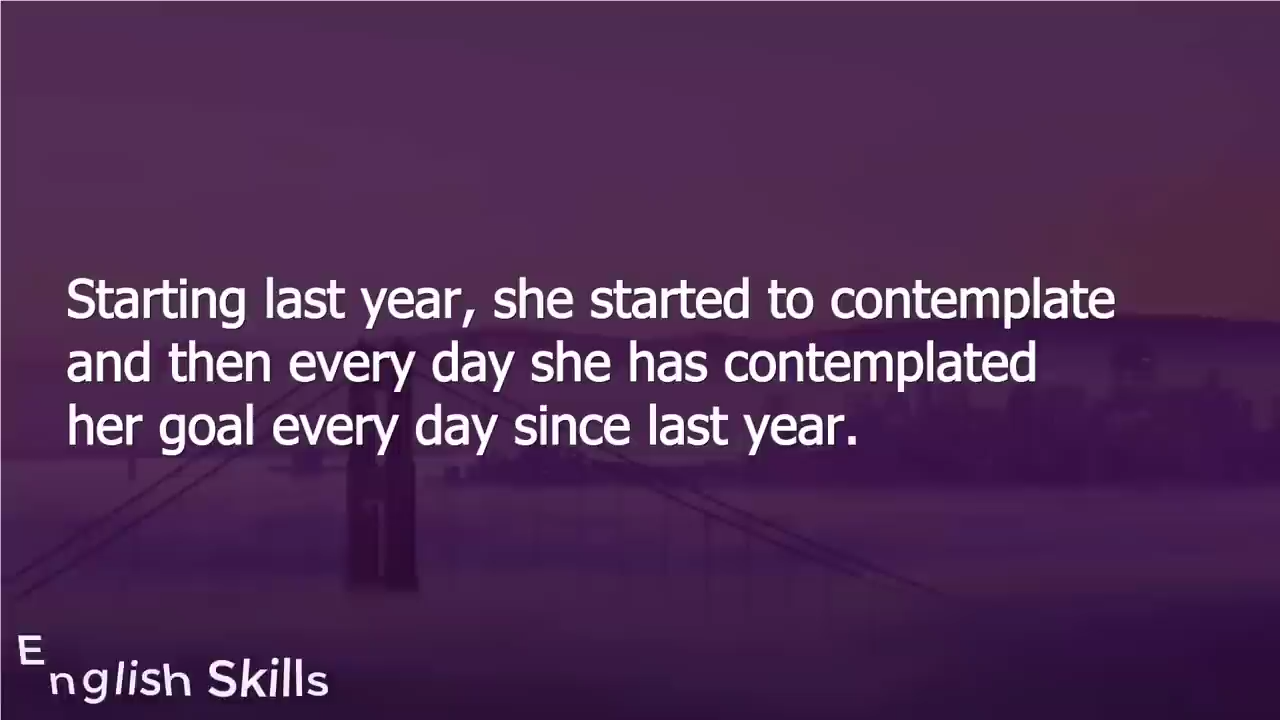 Starting last year, she started to contemplate
and then every day she has contemplated
her goal every day since last year.
English Skills